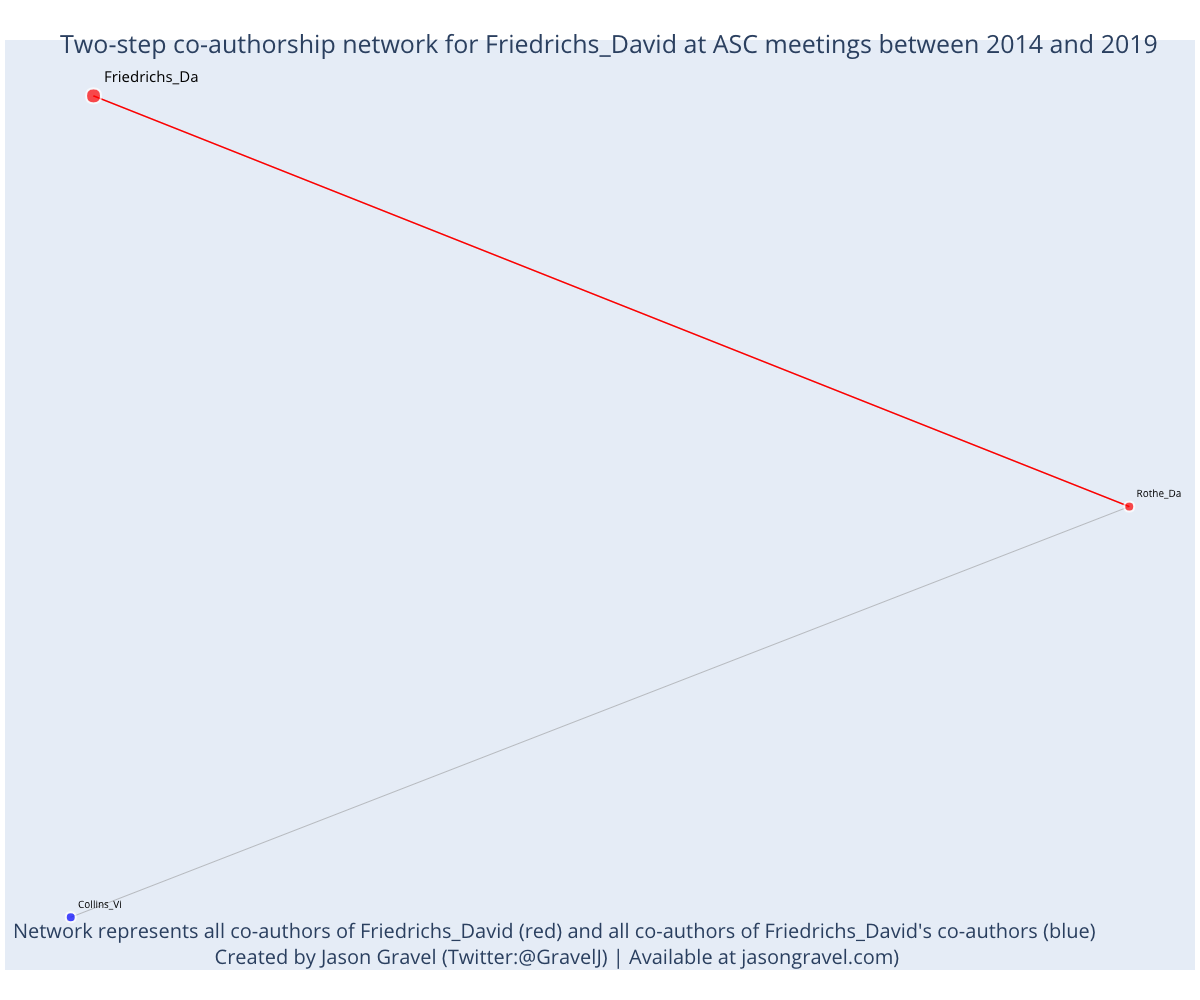 Two-step co-authorship network for Friedrichs_David at ASC meetings between 2014 and 2019
Friedrichs_Da
Rothe_Da
Collins_Vi
Network represents all co-authors of Friedrichs_David (red) and all co-authors of Friedrichs_David's co-authors (blue)
Created by Jason Gravel (Twitter:@GravelJ) | Available at jasongravel.com)